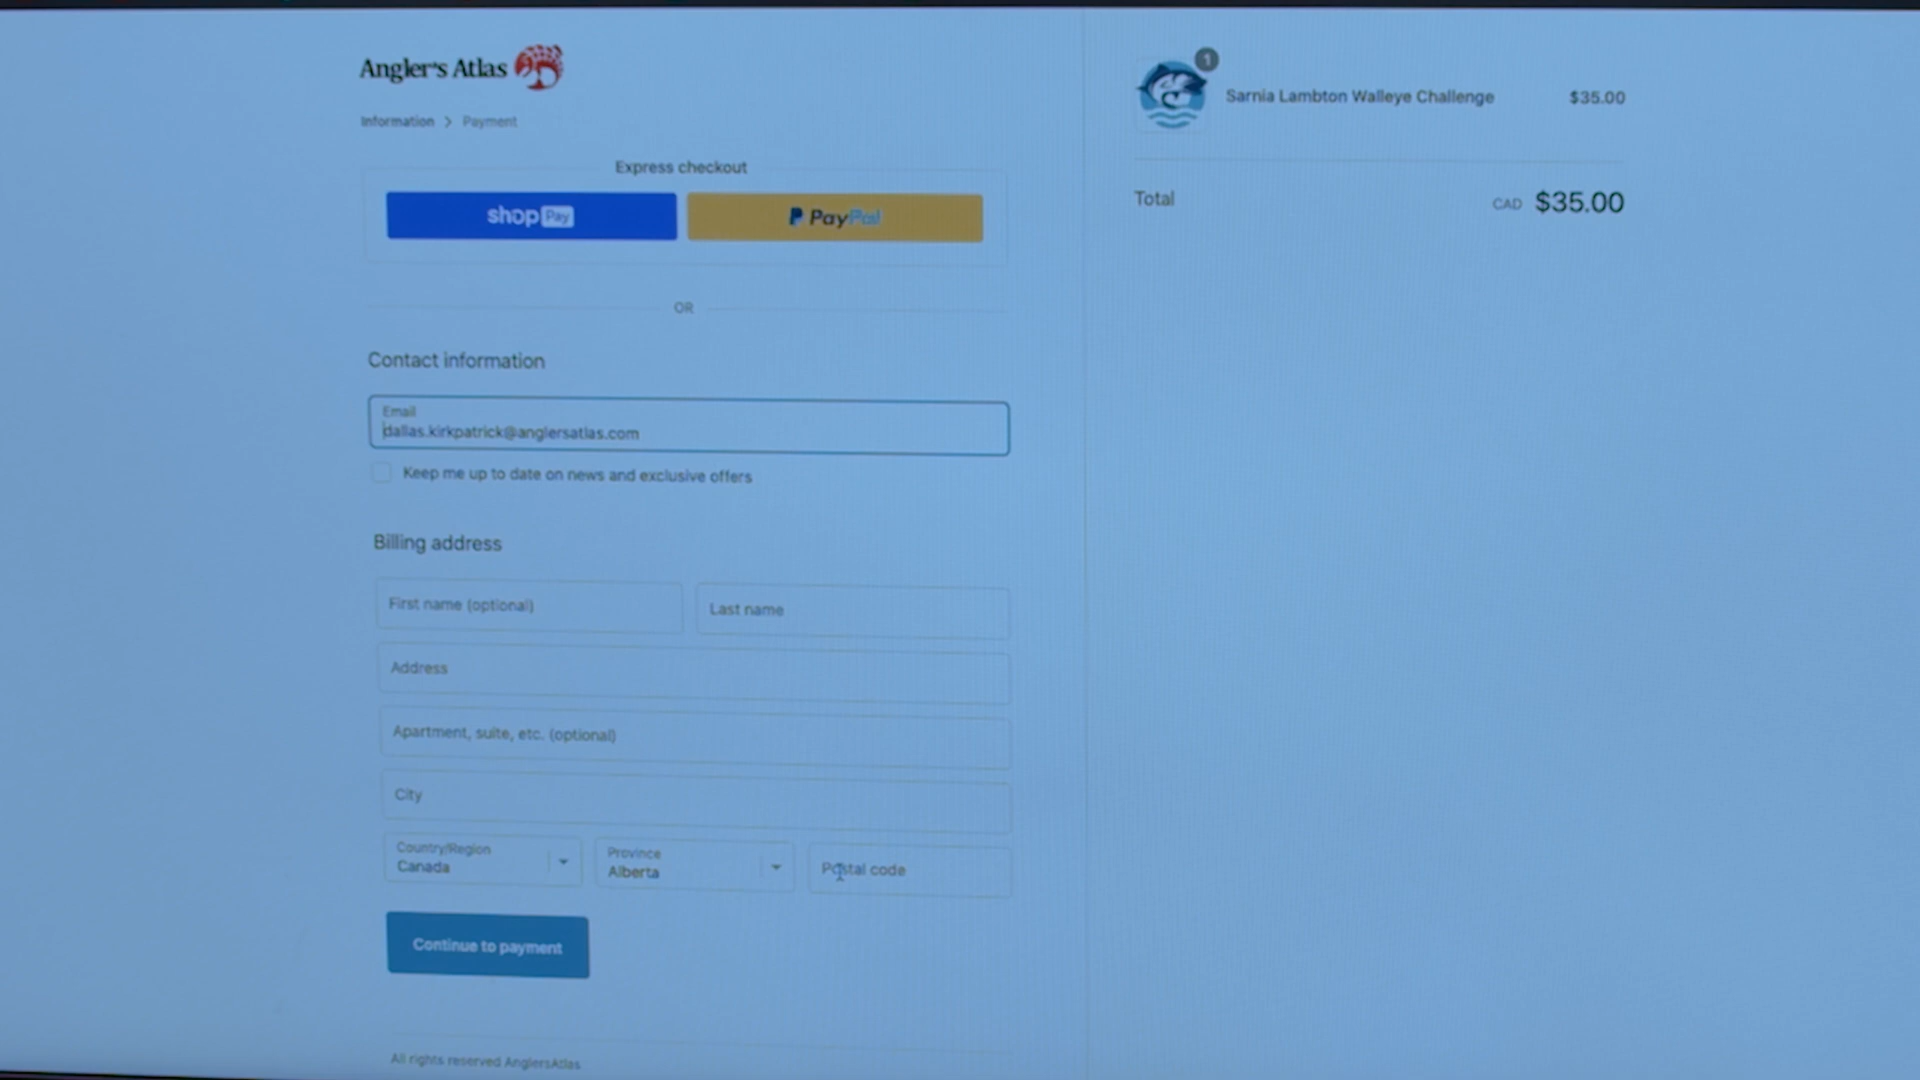 Angler's Atlas
Information > Payment
Express checkout
shop Pay
PayPal
OR
Contact information
Email
dallas.kirkpatrick@anglersatlas.com
Keep me up to date on news and exclusive offers
Billing address
First name (optional)
Last name
Address
Apartment, suite, etc. (optional)
City
Country/Region
Canada
Province
Alberta
Postal code
Continue to payment
All rights reserved AnglersAtlas
1
Sarnia Lambton Walleye Challenge $35.00
Total CAD $35.00